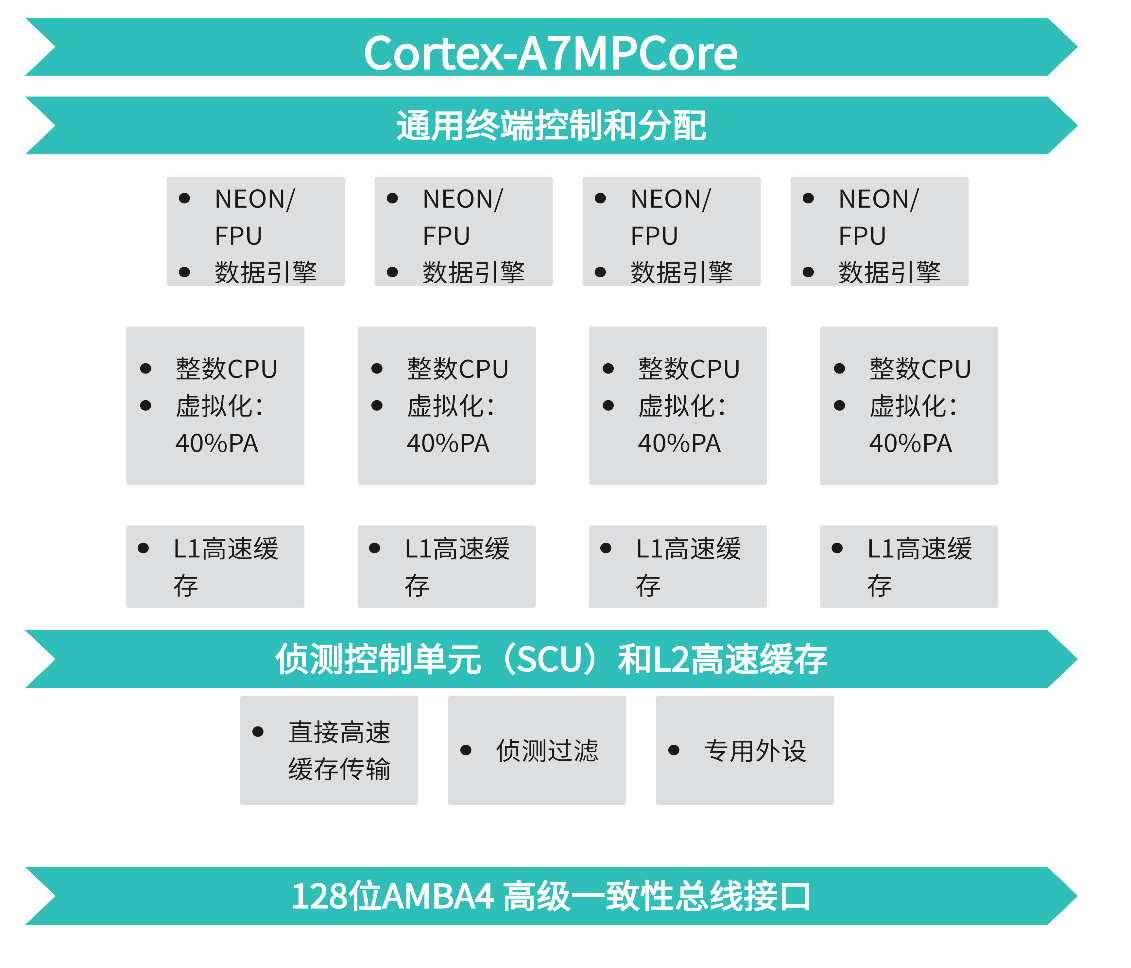 Cortex-A7MPCore
通用终端控制和分配
NEON/
FPU
数据引擎
NEON/
FPU
数据引擎
NEON/
FPU
数据引擎
NEON/
FPU
数据引擎
整数CPU
虚拟化：
40%PA
整数CPU
虚拟化：
40%PA
整数CPU
虚拟化：
40%PA
整数CPU
虚拟化：
40%PA
L1高速缓
存
L1高速缓
存
L1高速缓
存
L1高速缓
存
侦测控制单元（SCU）和L2高速缓存
直接高速
缓存传输
侦测过滤
专用外设
128位AMBA4 高级一致性总线接口